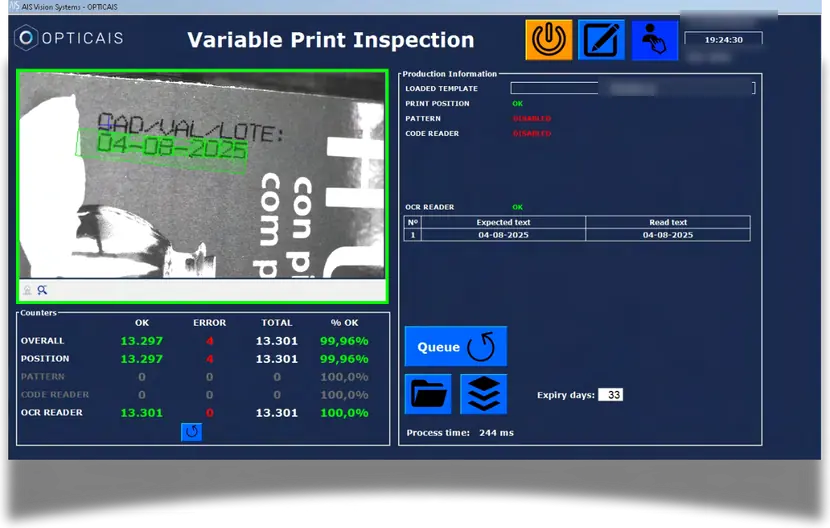 AIS Vision Systems - OPTICAIS
OPTICAIS
Variable Print Inspection
19:24:30
CAD/VAL/LOTE:
04-08-2025
con pi
com p
Production Information
LOADED TEMPLATE
PRINT POSITION OK
PATTERN DISABLED
CODE READER DISABLED
OCR READER OK
Nº Expected text Read text
1 04-08-2025 04-08-2025
Counters
OK ERROR TOTAL % OK
OVERALL 13.297 4 13.301 99,96%
POSITION 13.297 4 13.301 99,96%
PATTERN 0 0 0 100,0%
CODE READER 0 0 0 100,0%
OCR READER 13.301 0 13.301 100,0%
Queue
Expiry days: 33
Process time: 244 ms